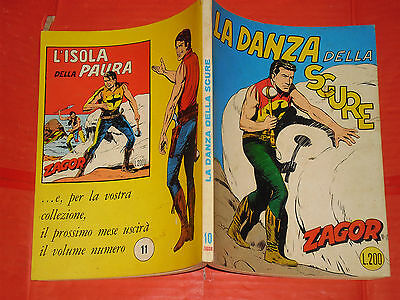 L'ISOLA
DELLA PAURA
ZAGOR
...e, per la vostra
collezione,
il prossimo mese uscirà
il volume numero 11
LA DANZA DELLA SCURE
10
LA DANZA
DELLA
SCURE
ZAGOR
L.200